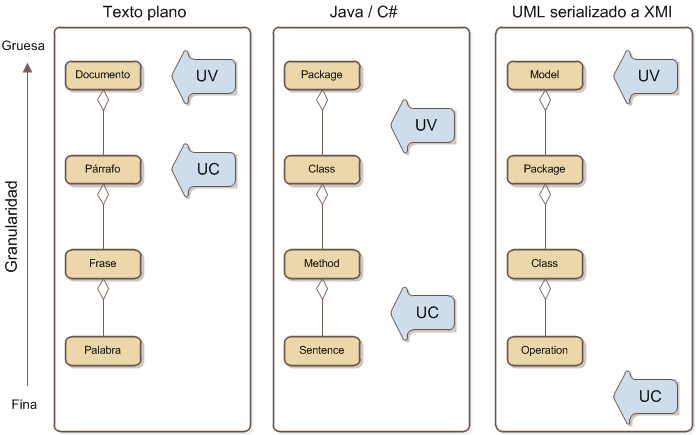 Texto plano
Java / C#
UML serializado a XMI
Gruesa
Granularidad
Fina
Documento
UV
Párrafo
UC
Frase
Palabra
Package
UV
Class
Method
UC
Sentence
Model
UV
Package
Class
Operation
UC